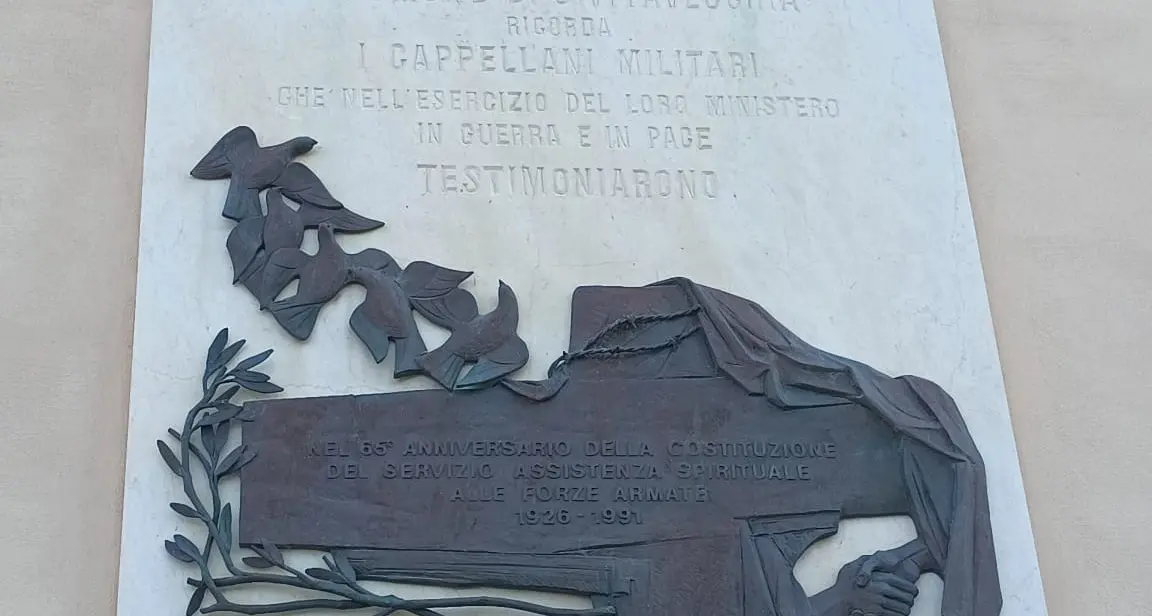 RICORDA
I CAPPELLANI MILITARI
CHE NELL'ESERCIZIO DEL LORO MINISTERO
IN GUERRA E IN PACE
TESTIMONIARONO
NEL 65° ANNIVERSARIO DELLA COSTITUZIONE
DEL SERVIZIO ASSISTENZA SPIRITUALE
ALLE FORZE ARMATE
1926-1991